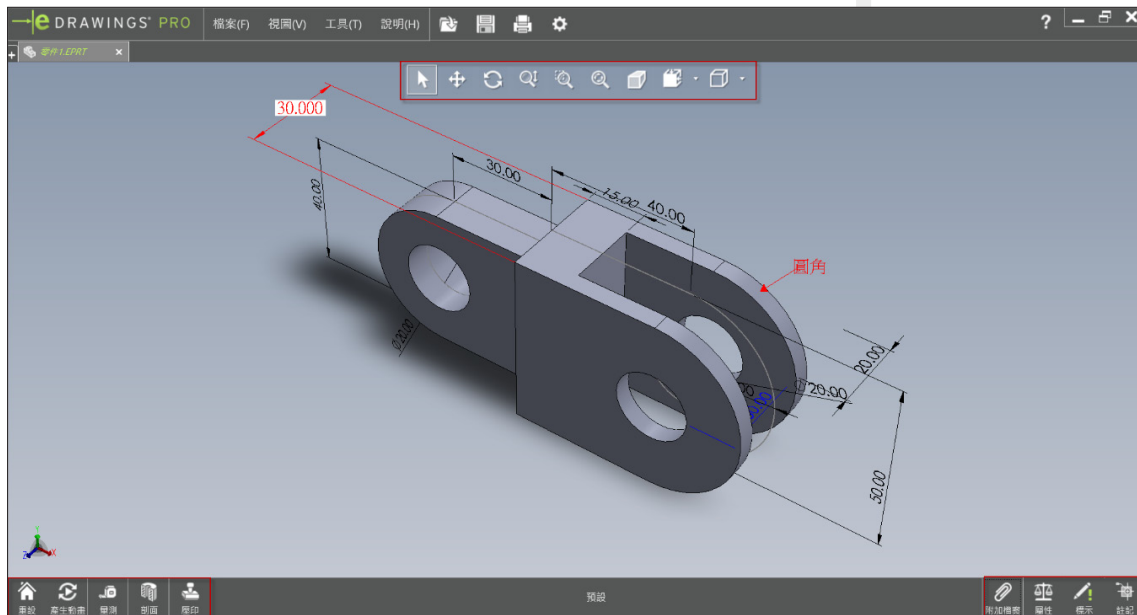 eDRAWINGS® PRO 檔案(F) 視圖(V) 工具(T) 說明(H) ?
零件1.EPRT ×
30.000
30.00
15.00
40.00
40.00
圓角
20.00
∅20.00
∅20.00
50.00
預設
重設 產生動畫 量測 剖面 壓印 附加檔案 屬性 標示 註記